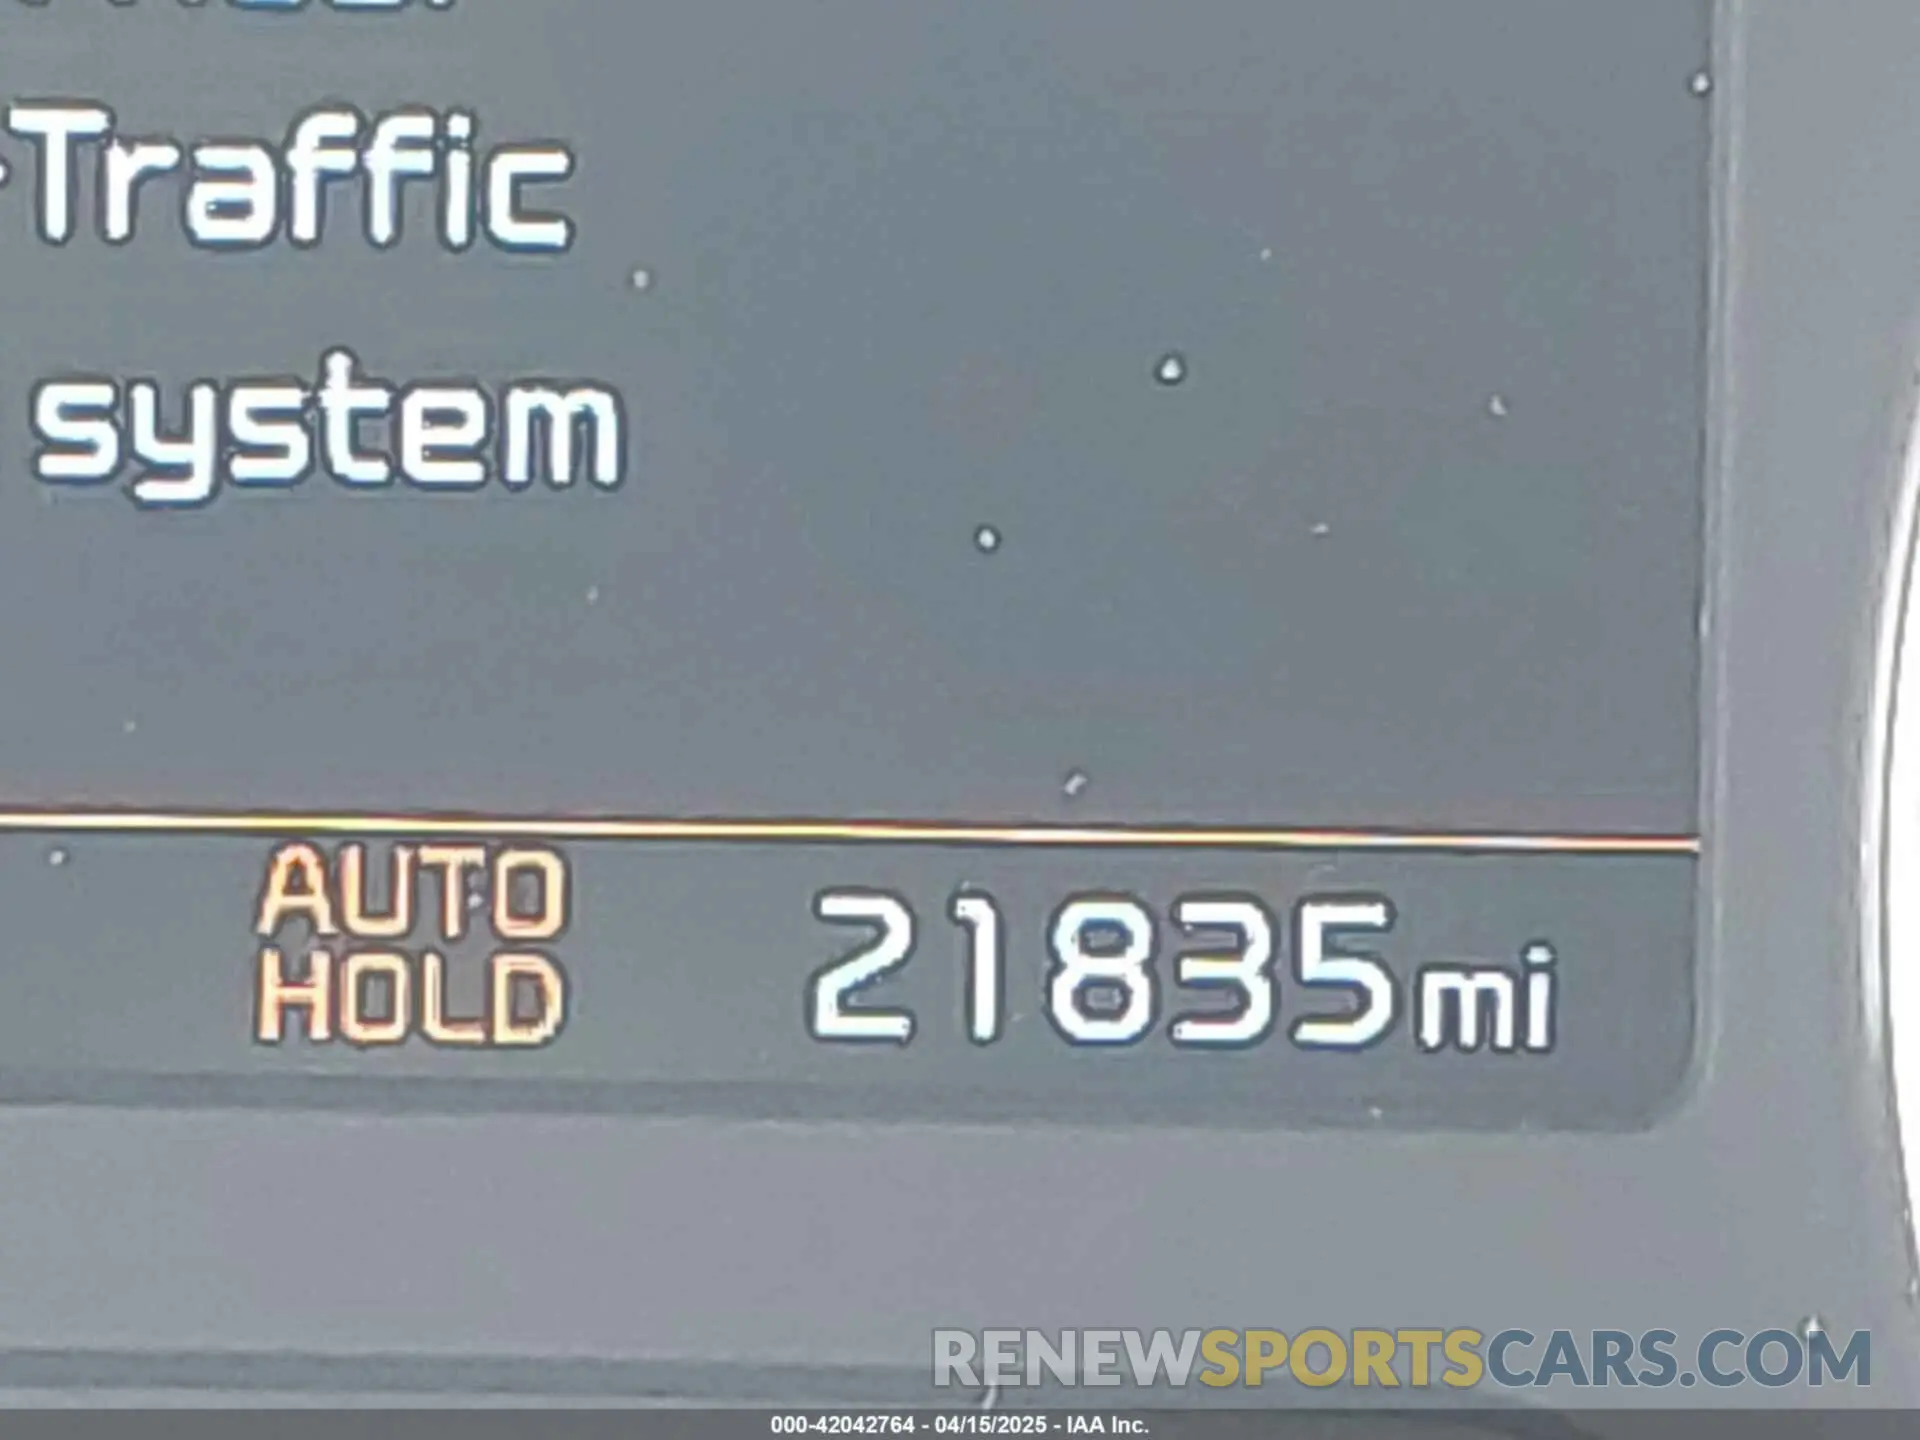 -Traffic
system
AUTO
HOLD
21835mi
RENEWSPORTSCARS.COM
000-42042764 - 04/15/2025 - IAA Inc.